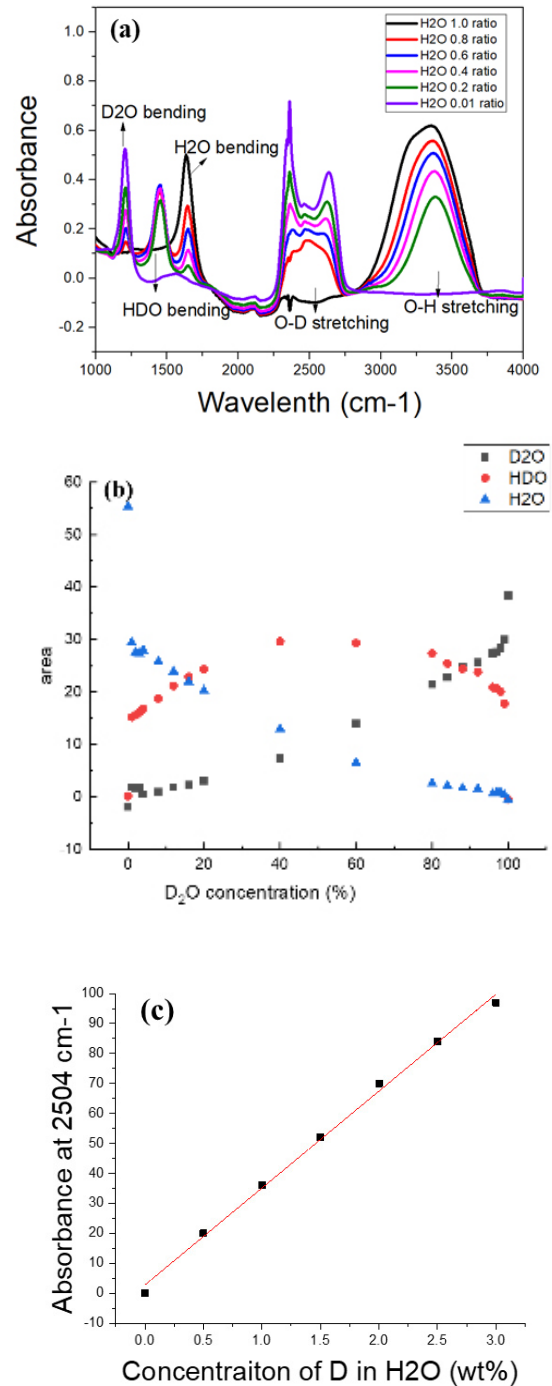 (a)
H2O 1.0 ratio
H2O 0.8 ratio
H2O 0.6 ratio
H2O 0.4 ratio
H2O 0.2 ratio
H2O 0.01 ratio
D2O bending
H2O bending
HDO bending
O-D stretching
O-H stretching
Absorbance
1.0
0.8
0.6
0.4
0.2
0.0
-0.2
1000 1500 2000 2500 3000 3500 4000
Wavelenth (cm-1)
(b)
D2O
HDO
H2O
area
60
50
40
30
20
10
0
-10
0 20 40 60 80 100
D2O concentration (%)
(c)
Absorbance at 2504 cm-1
100
90
80
70
60
50
40
30
20
10
0
-10
0.0 0.5 1.0 1.5 2.0 2.5 3.0
Concentraiton of D in H2O (wt%)